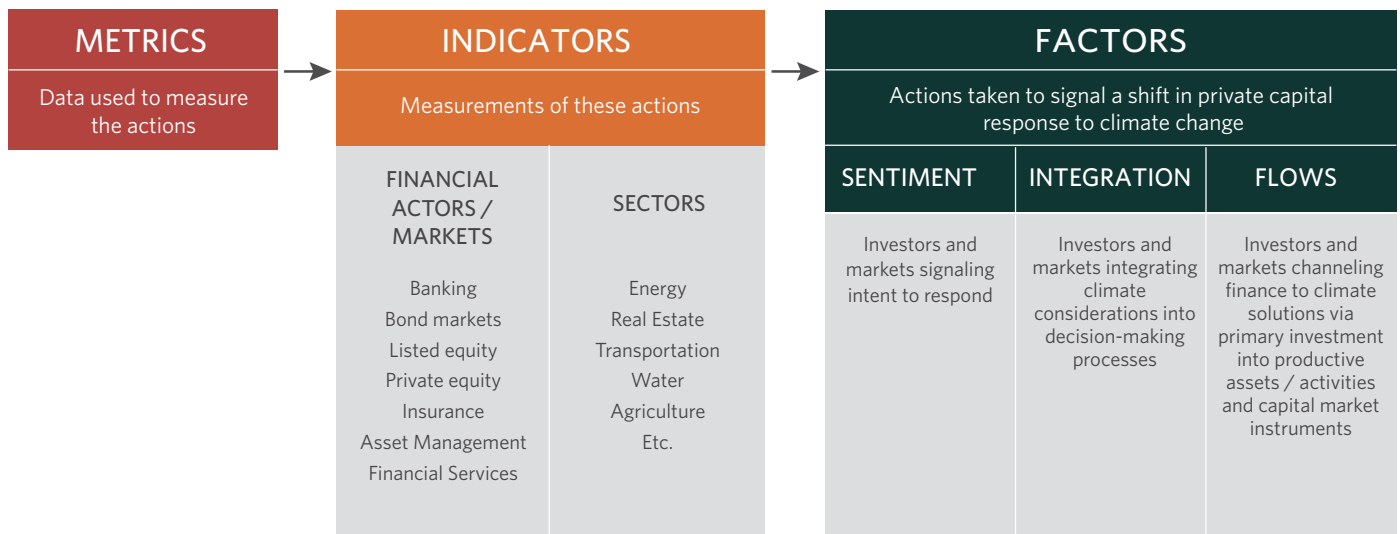 METRICS
Data used to measure
the actions
INDICATORS
Measurements of these actions
FINANCIAL
ACTORS /
MARKETS
Banking
Bond markets
Listed equity
Private equity
Insurance
Asset Management
Financial Services
SECTORS
Energy
Real Estate
Transportation
Water
Agriculture
Etc.
FACTORS
Actions taken to signal a shift in private capital
response to climate change
SENTIMENT
Investors and
markets signaling
intent to respond
INTEGRATION
Investors and
markets integrating
climate
considerations into
decision-making
processes
FLOWS
Investors and
markets channeling
finance to climate
solutions via
primary investment
into productive
assets / activities
and capital market
instruments